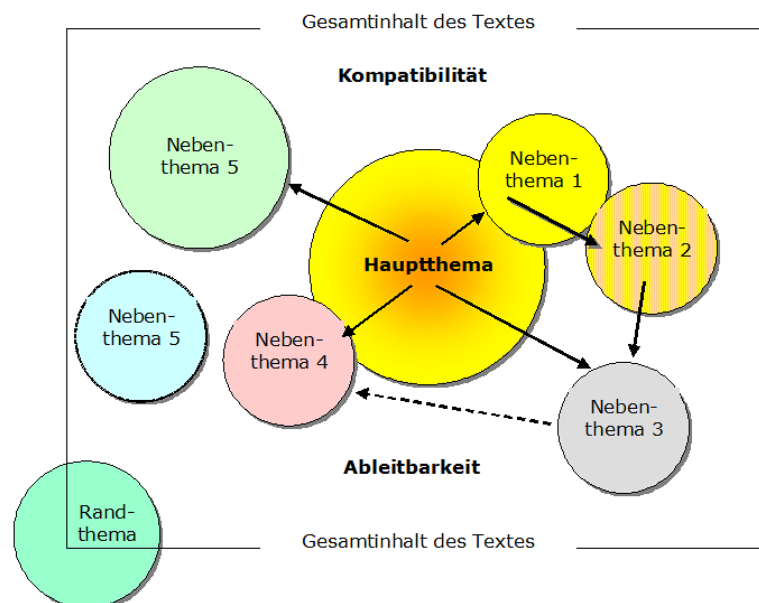 Gesamtinhalt des Textes
Kompatibilität
Neben-
thema 5
Neben-
thema 1
Neben-
thema 2
Hauptthema
Neben-
thema 5
Neben-
thema 4
Neben-
thema 3
Ableitbarkeit
Rand-
thema
Gesamtinhalt des Textes